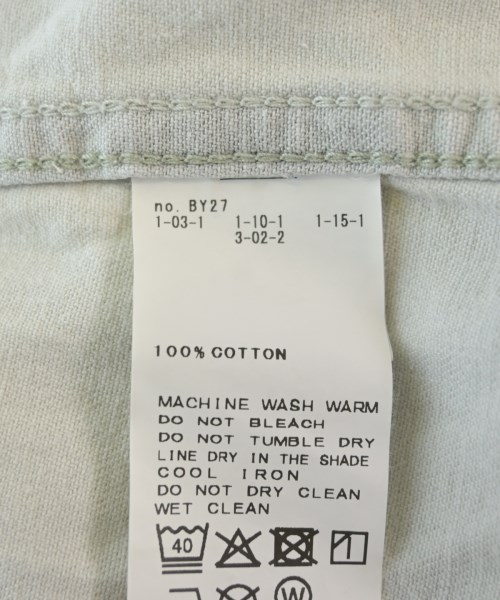 no. BY27
1-03-1 1-10-1 1-15-1
3-02-2
100% COTTON
MACHINE WASH WARM
DO NOT BLEACH
DO NOT TUMBLE DRY
LINE DRY IN THE SHADE
COOL IRON
DO NOT DRY CLEAN
WET CLEAN
40
W